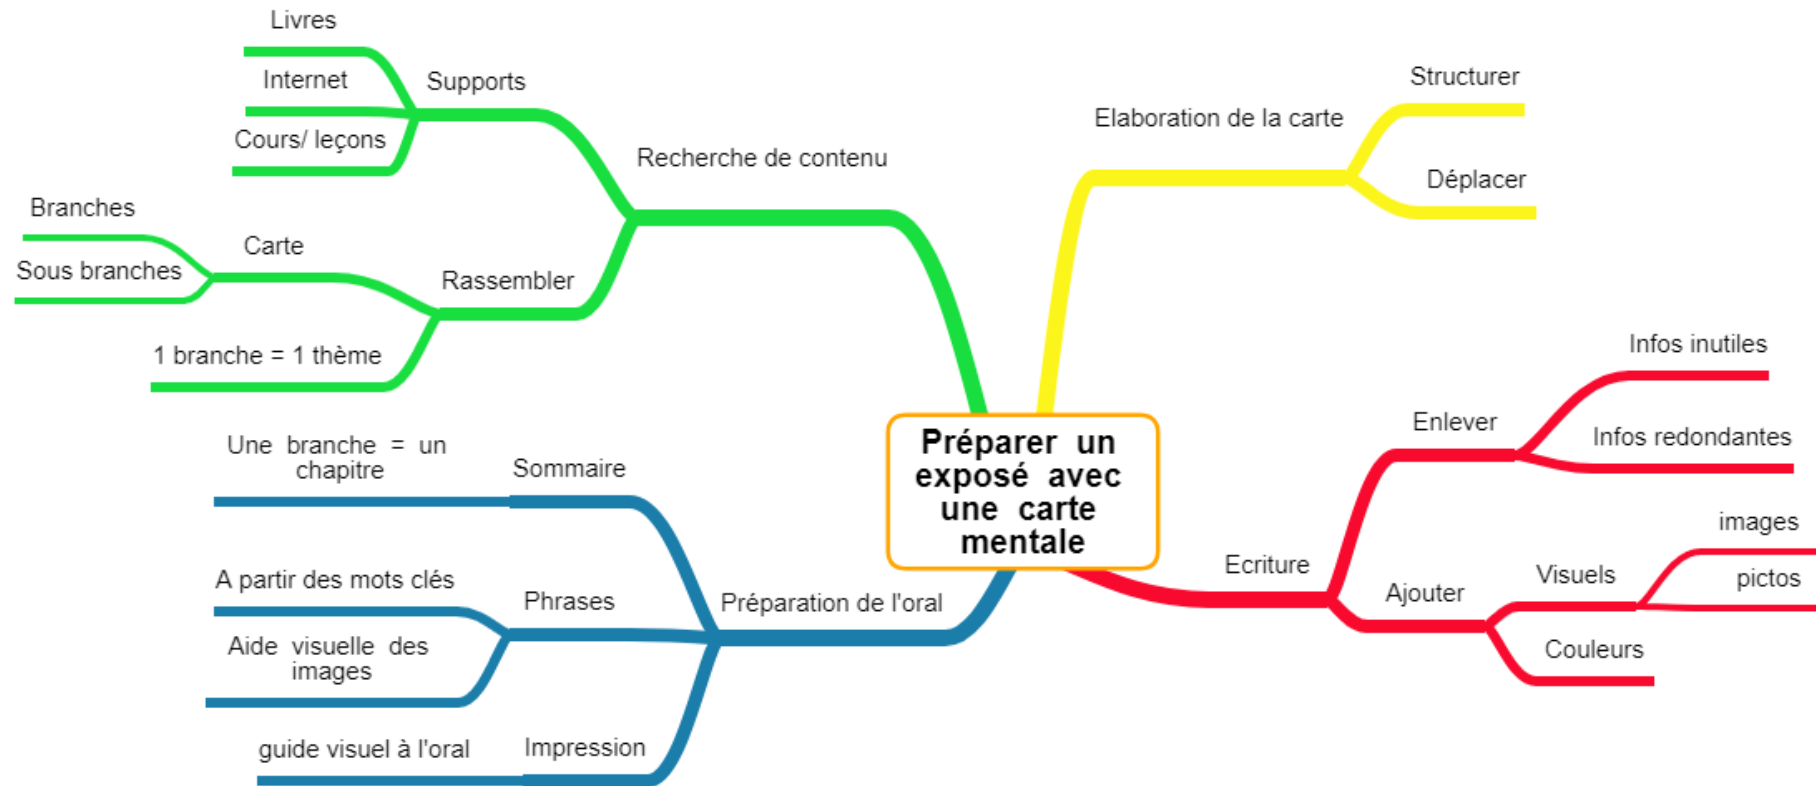 Livres
Internet
Cours/ leçons
Supports
Recherche de contenu
Branches
Sous branches
Carte
Rassembler
1 branche = 1 thème
Elaboration de la carte
Structurer
Déplacer
Préparer un
exposé avec
une carte
mentale
Infos inutiles
Infos redondantes
Enlever
Ecriture
Ajouter
Visuels
images
pictos
Couleurs
Une branche = un
chapitre
Sommaire
A partir des mots clés
Aide visuelle des
images
Phrases
Préparation de l'oral
guide visuel à l'oral
Impression